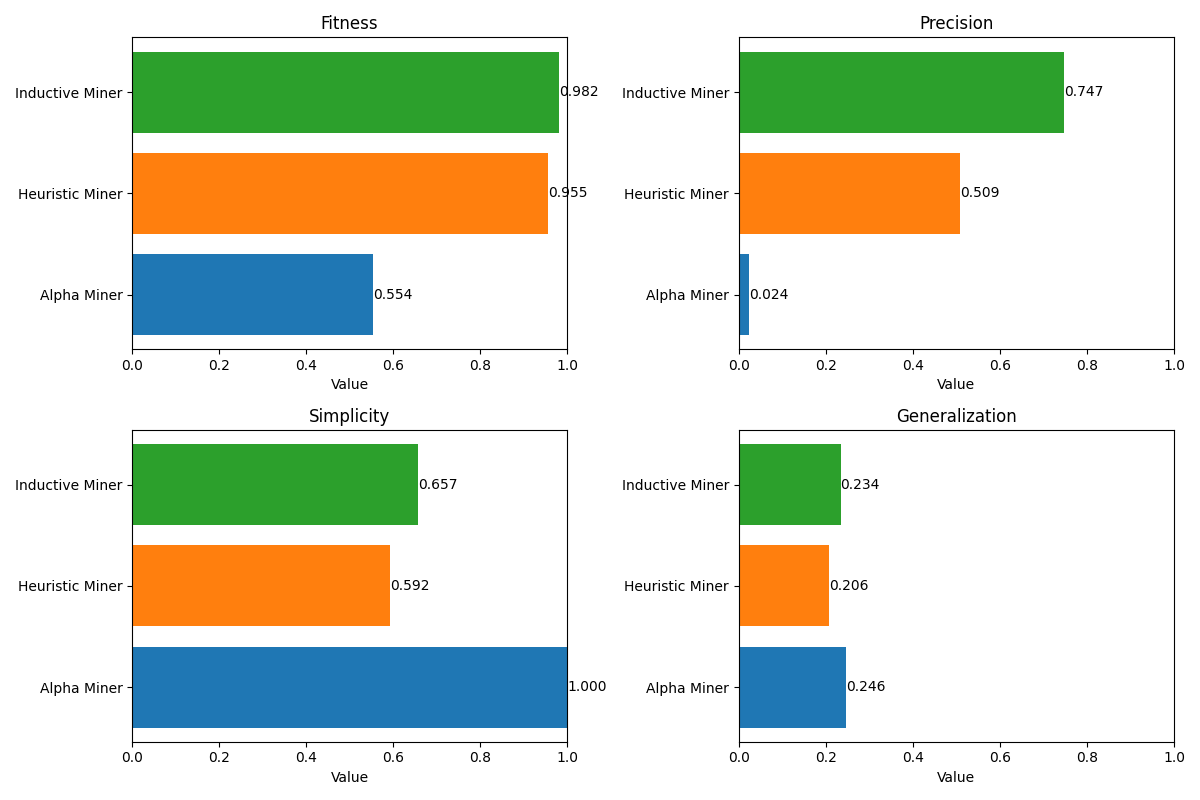 Fitness
Inductive Miner
0.982
Heuristic Miner
0.955
Alpha Miner
0.554
0.0 0.2 0.4 0.6 0.8 1.0
Value
Precision
Inductive Miner
0.747
Heuristic Miner
0.509
Alpha Miner
0.024
0.0 0.2 0.4 0.6 0.8 1.0
Value
Simplicity
Inductive Miner
0.657
Heuristic Miner
0.592
Alpha Miner
1.000
0.0 0.2 0.4 0.6 0.8 1.0
Value
Generalization
Inductive Miner
0.234
Heuristic Miner
0.206
Alpha Miner
0.246
0.0 0.2 0.4 0.6 0.8 1.0
Value